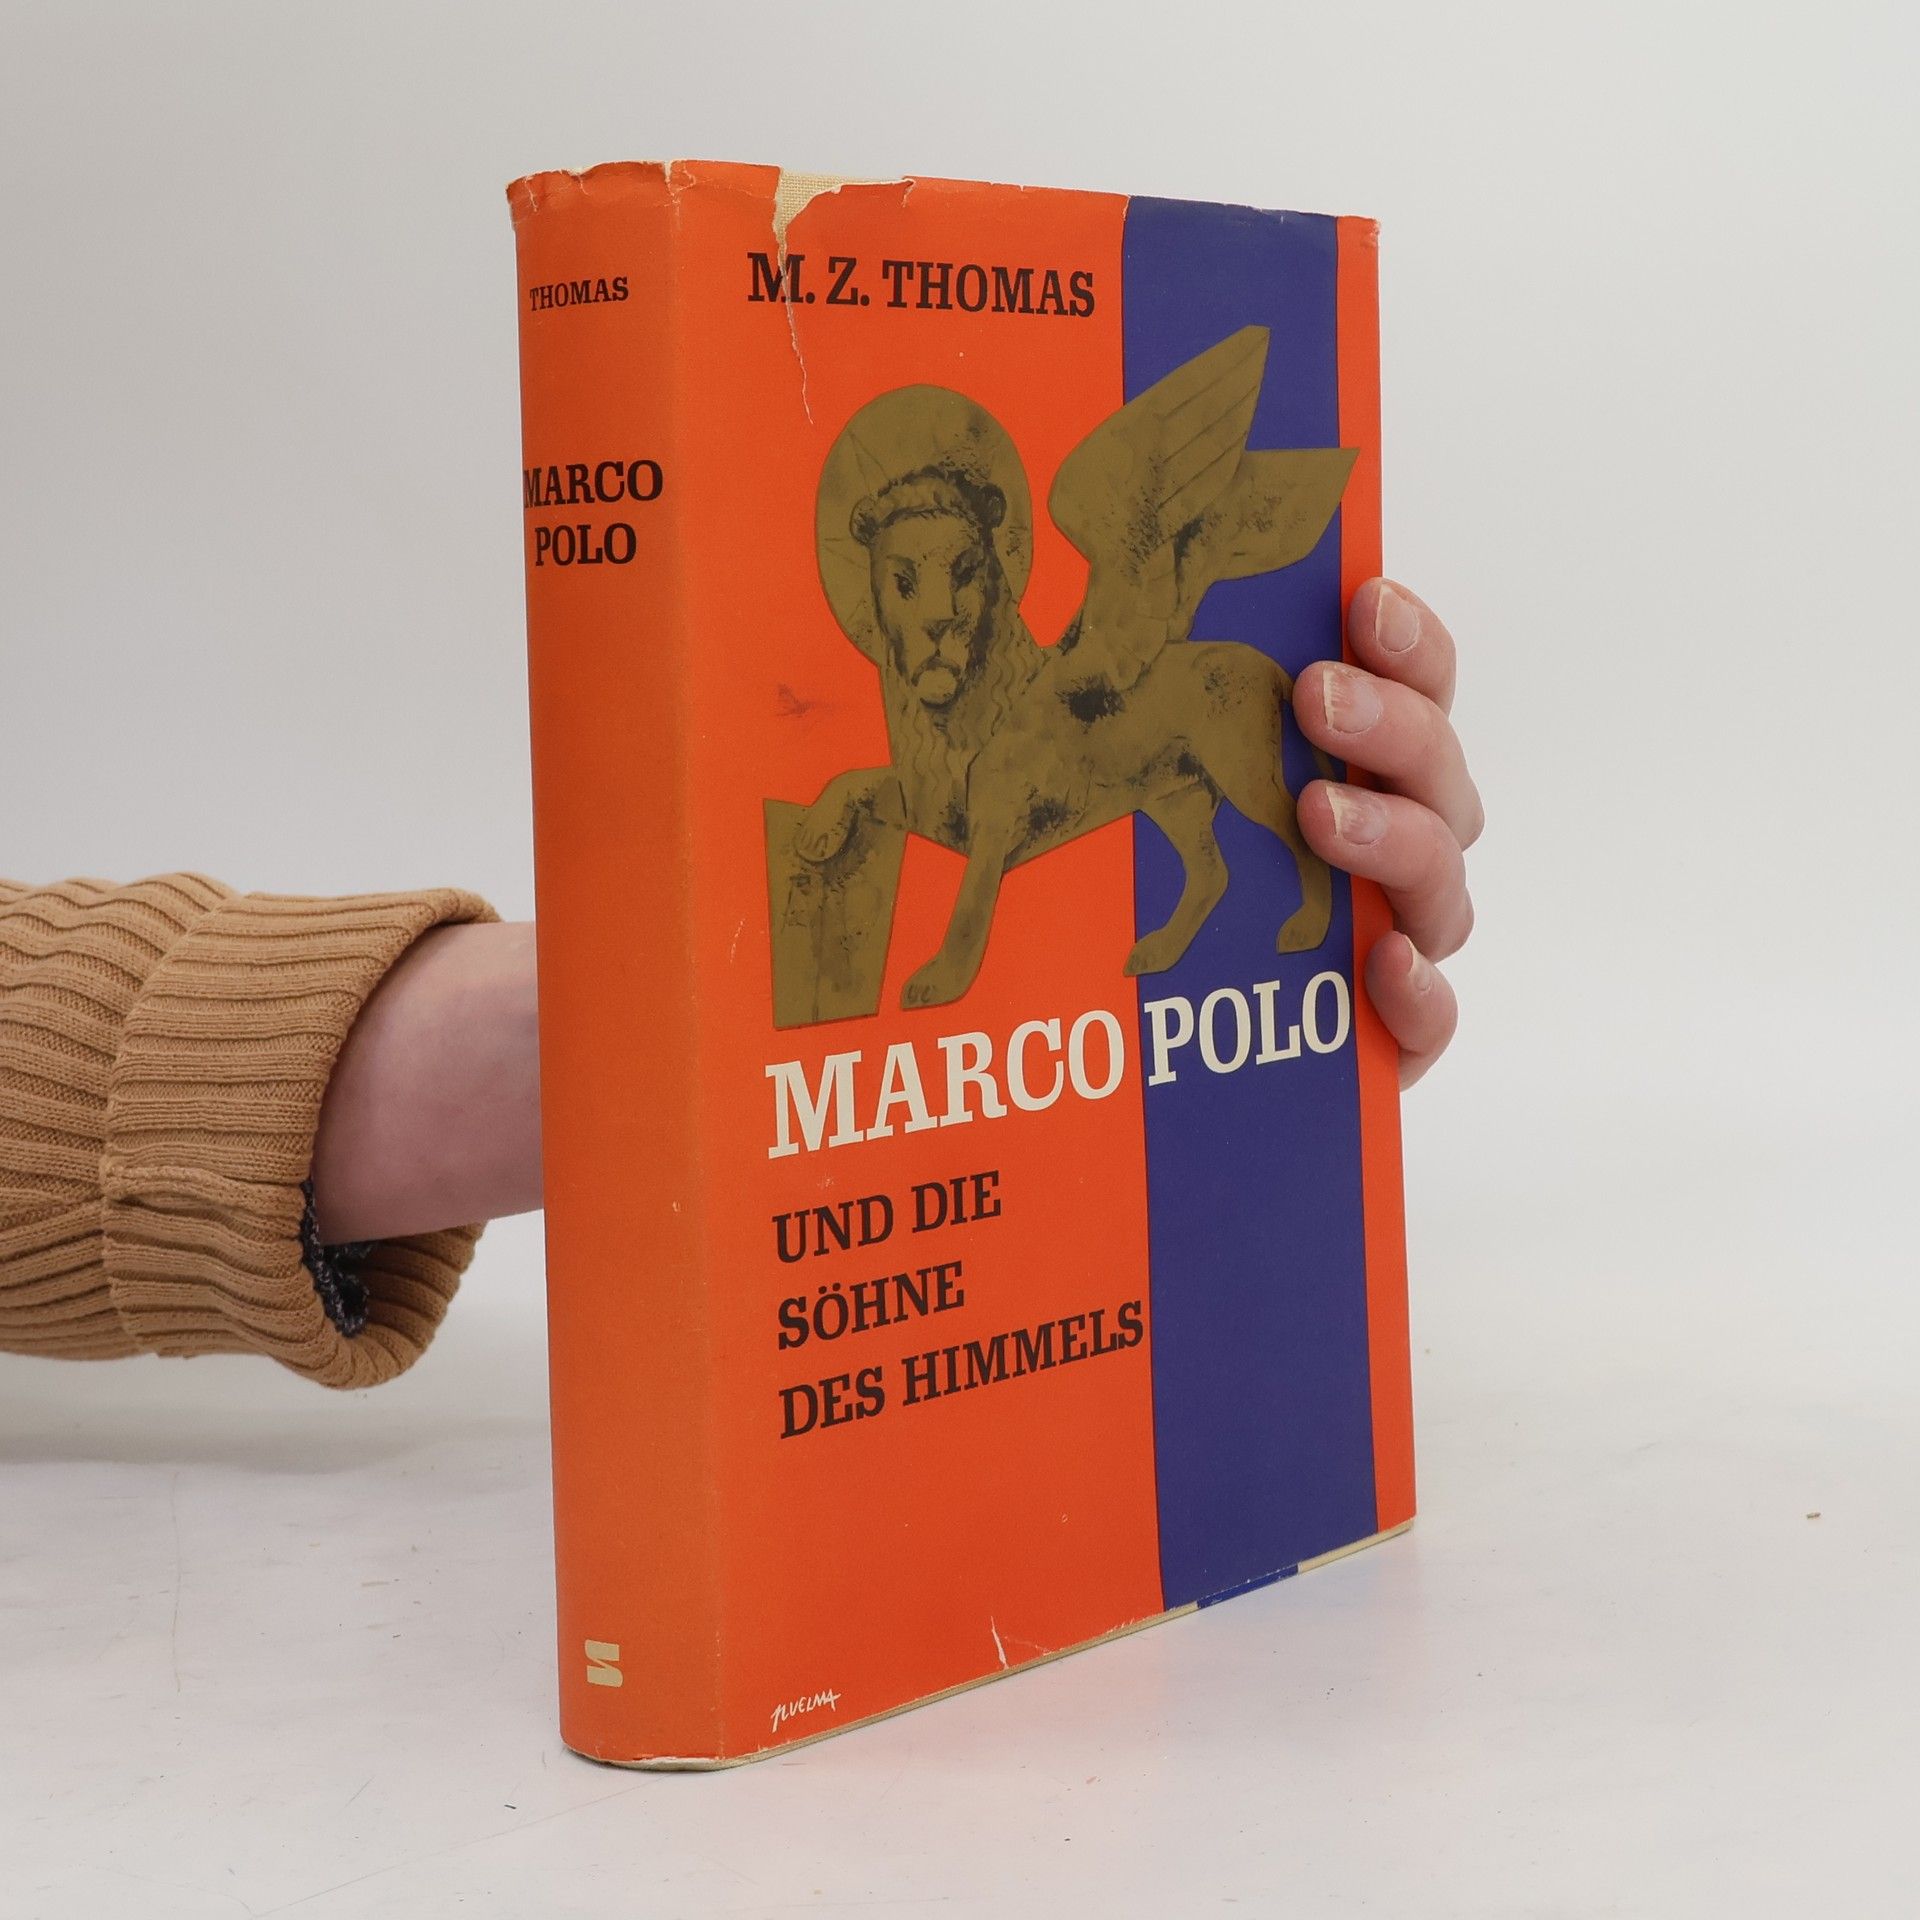 THOMAS
MARCO
POLO
S
M. Z. THOMAS
MARCO POLO
UND DIE
SÖHNE
DES HIMMELS